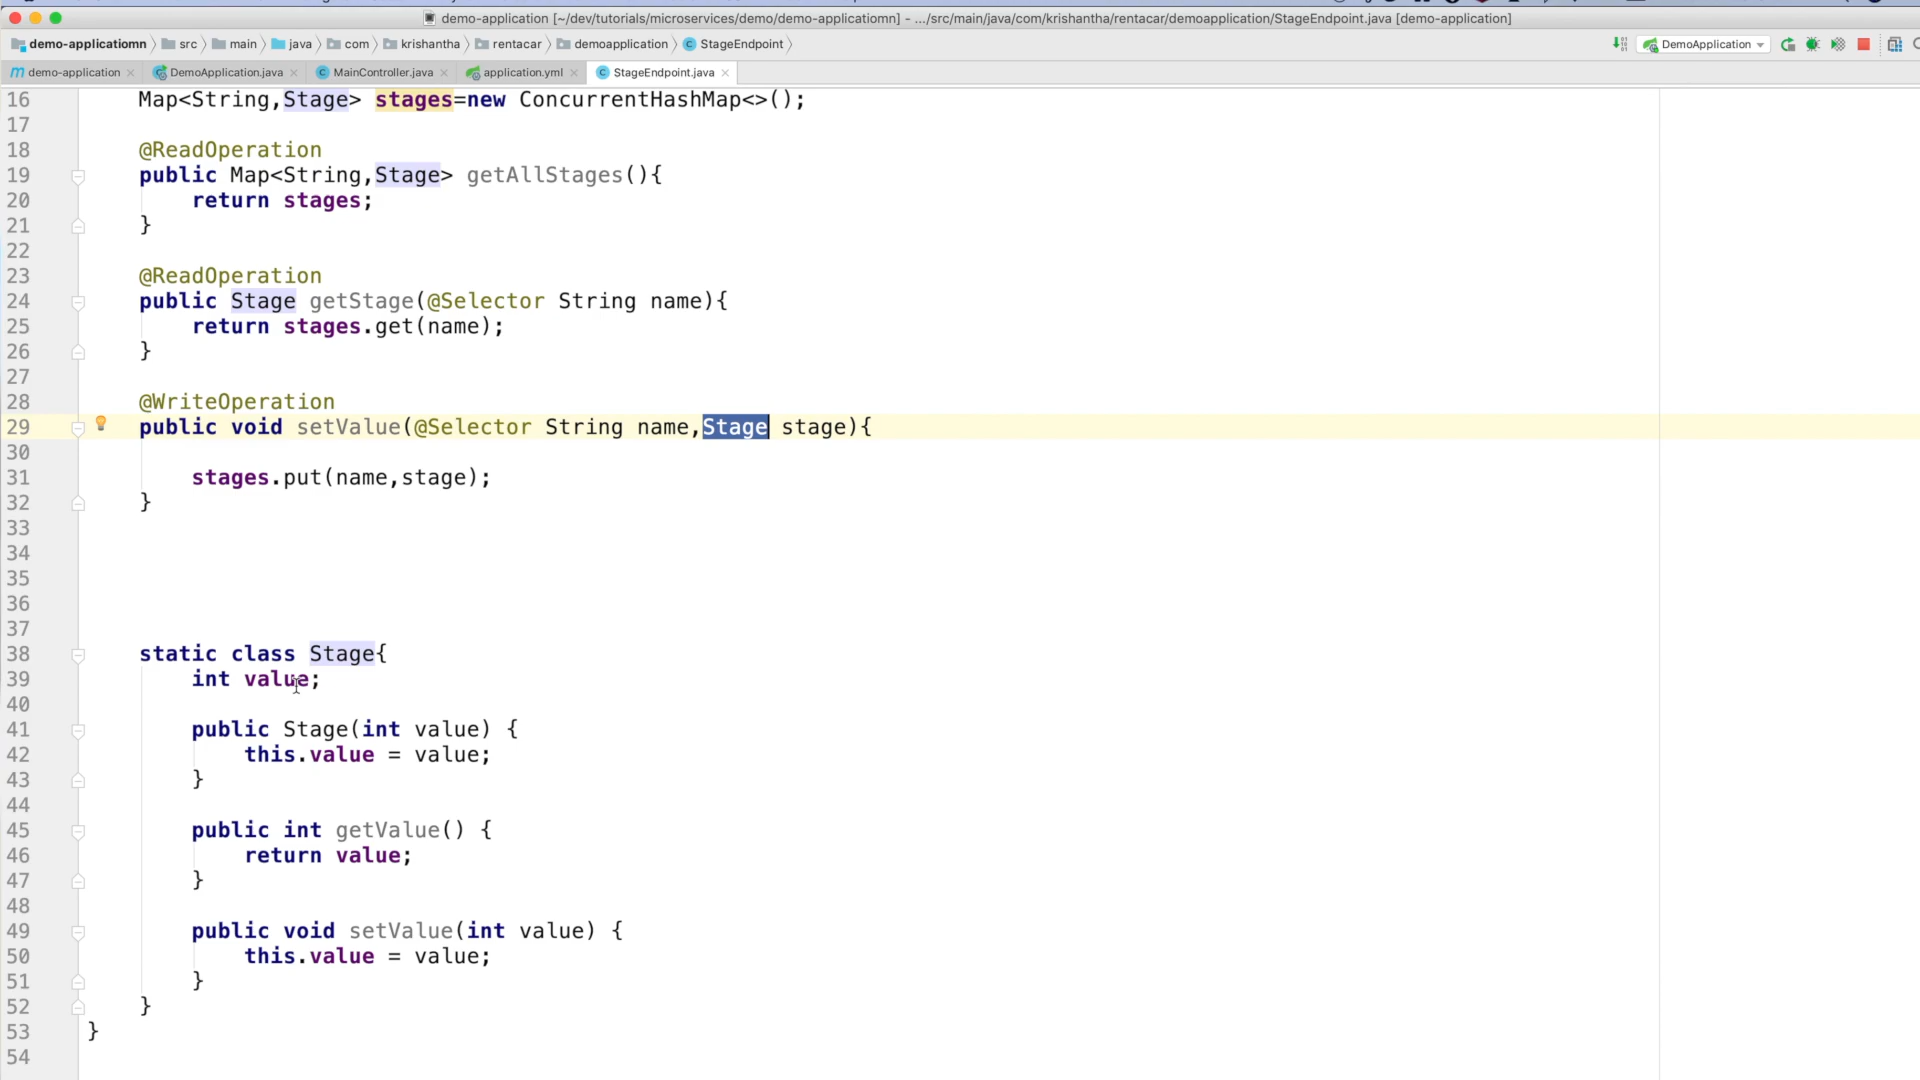 demo-application [~/dev/tutorials/microservices/demo/demo-applicatiomn] - .../src/main/java/com/krishantha/rentacar/demoapplication/StageEndpoint.java [demo-application]
demo-applicatiomn src main java com krishantha rentacar demoapplication StageEndpoint DemoApplication
demo-application DemoApplication.java MainController.java application.yml StageEndpoint.java
16 Map<String,Stage> stages=new ConcurrentHashMap<>();
17
18 @ReadOperation
19 public Map<String,Stage> getAllStages(){
20 return stages;
21 }
22
23 @ReadOperation
24 public Stage getStage(@Selector String name){
25 return stages.get(name);
26 }
27
28 @WriteOperation
29 public void setValue(@Selector String name,Stage stage){
30
31 stages.put(name,stage);
32 }
33
34
35
36
37
38 static class Stage{
39 int value;
40
41 public Stage(int value) {
42 this.value = value;
43 }
44
45 public int getValue() {
46 return value;
47 }
48
49 public void setValue(int value) {
50 this.value = value;
51 }
52 }
53 }
54